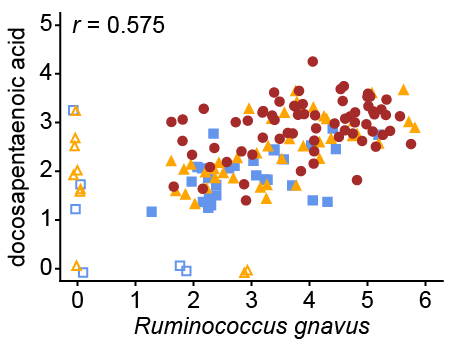 r = 0.575
docosapentaenoic acid
5
4
3
2
1
0
0 1 2 3 4 5 6
Ruminococcus gnavus